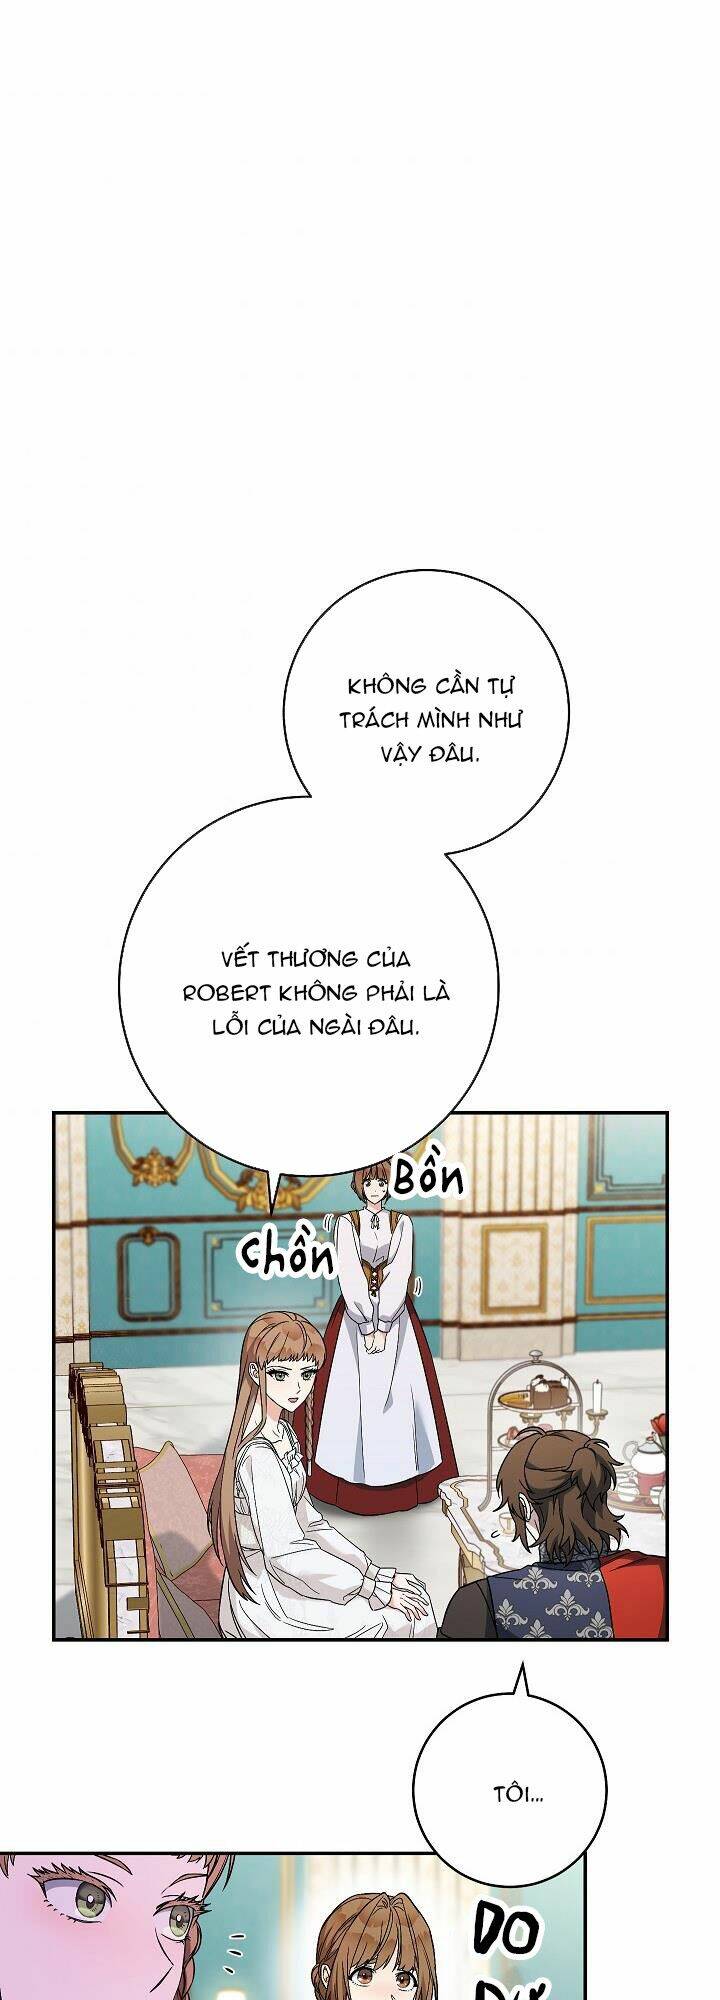 KHÔNG CẦN TỰ
TRÁCH MÌNH NHƯ
VẬY ĐÂU.
VẾT THƯƠNG CỦA
ROBERT KHÔNG PHẢI LÀ
LỖI CỦA NGÀI ĐÂU.
BỒN
CHỒN
TÔI...
DO
DỰ